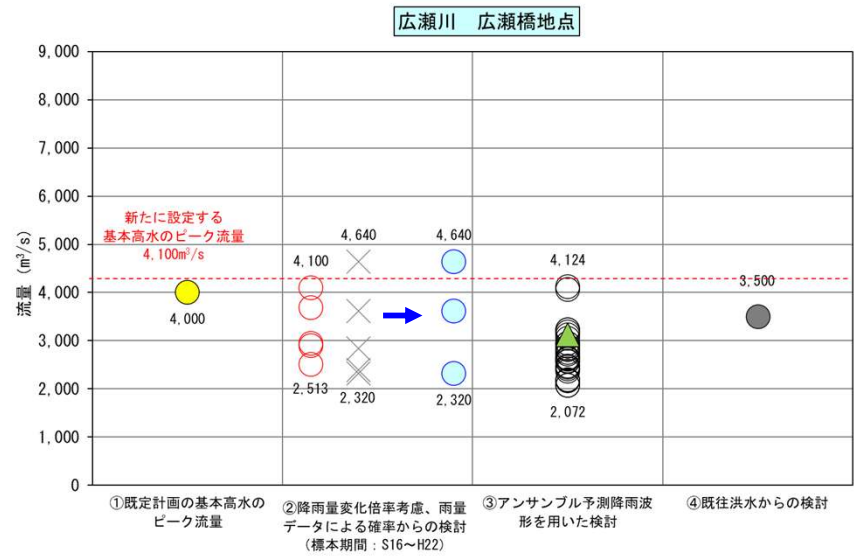 広瀬川　広瀬橋地点
9,000
8,000
7,000
6,000
5,000
4,000
3,000
2,000
1,000
0
流量（m³/s）
新たに設定する
基本高水のピーク流量
4,100m³/s
4,000
4,100
2,513
4,640
2,320
4,640
2,320
4,124
2,072
3,500
①既定計画の基本高水の
ピーク流量
②降雨量変化倍率考慮、雨量
データによる確率からの検討
（標本期間：S16～H22）
③アンサンブル予測降雨波
形を用いた検討
④既往洪水からの検討